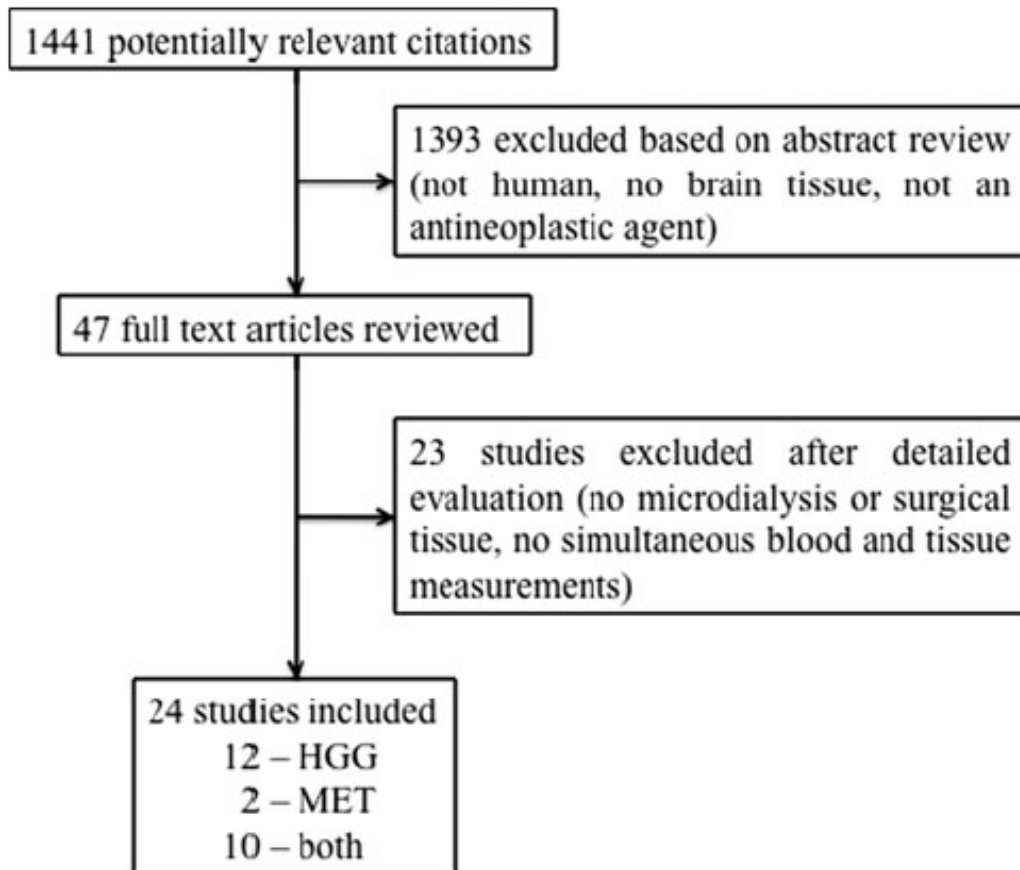 1441 potentially relevant citations
1393 excluded based on abstract review
(not human, no brain tissue, not an
antineoplastic agent)
47 full text articles reviewed
23 studies excluded after detailed
evaluation (no microdialysis or surgical
tissue, no simultaneous blood and tissue
measurements)
24 studies included
12 – HGG
2 – MET
10 – both